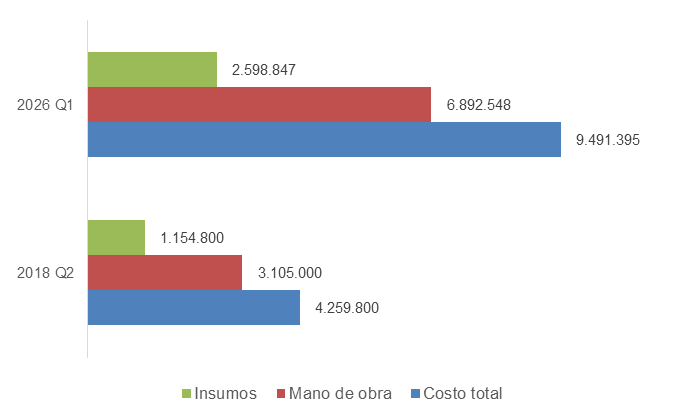 2.598.847
2026 Q1
6.892.548
9.491.395
1.154.800
2018 Q2
3.105.000
4.259.800
Insumos Mano de obra Costo total